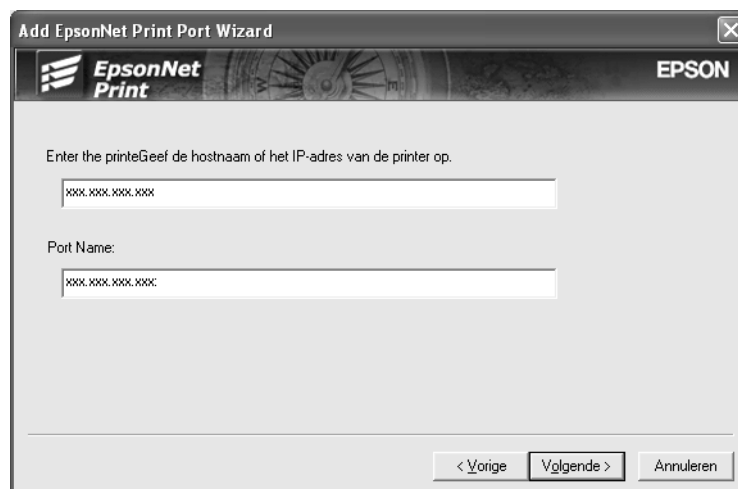 Add EpsonNet Print Port Wizard
EpsonNet
Print
EPSON
W
E
Enter the printeGeef de hostnaam of het IP-adres van de printer op.
xxx.xxx.xxx.xxx
Port Name:
xxx.xxx.xxx.xxx:
< Vorige
Volgende >
Annuleren